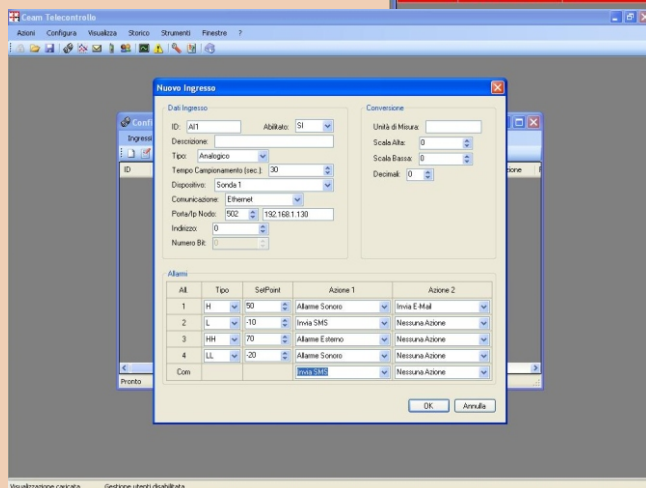 Ceam Telecontrollo
Azioni Configura Visualizza Storico Strumenti Finestre ?
Nuovo Ingresso
Confi
Ingressi
ID
zione
Dati Ingresso
ID: AI1 Abilitato: SI
Descrizione:
Tipo: Analogico
Tempo Campionamento (sec.): 30
Dispositivo: Sonda 1
Comunicazione: Ethernet
Porta/Ip Nodo: 502 192.168.1.130
Indirizzo: 0
Numero Bit: 0
Conversione
Unità di Misura:
Scala Alta: 0
Scala Bassa: 0
Decimali: 0
Allarmi
All. Tipo SetPoint Azione 1 Azione 2
1 H 50 Allarme Sonoro Invia E-Mail
2 L -10 Invia SMS Nessuna Azione
3 HH 70 Allarme Esterno Nessuna Azione
4 LL -20 Allarme Sonoro Nessuna Azione
Com Invia SMS Nessuna Azione
OK Annulla
Pronto
Visualizzazione caricata Gestione utenti disabilitata